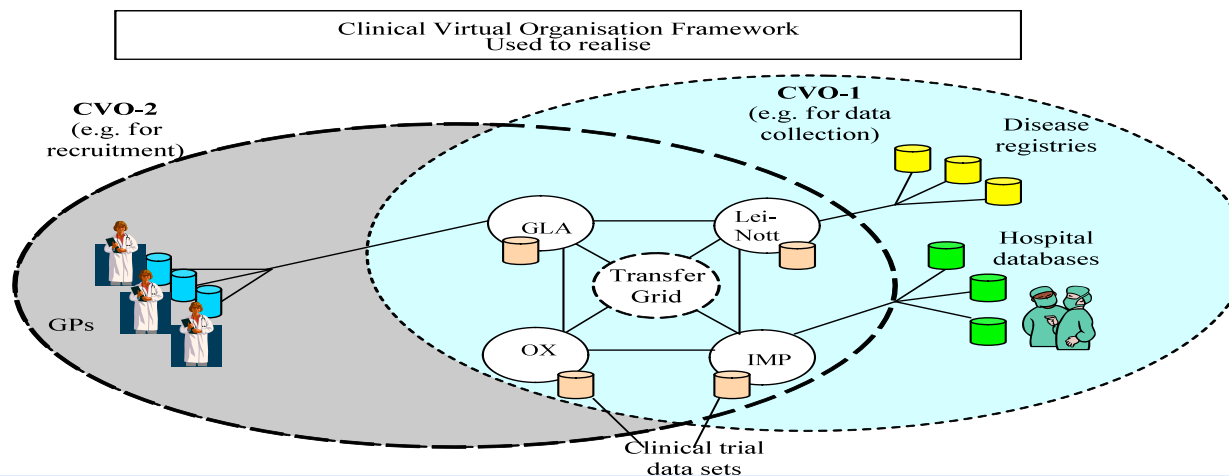 Clinical Virtual Organisation Framework
Used to realise
CVO-2
(e.g. for
recruitment)
CVO-1
(e.g. for data
collection)
Disease
registries
GLA
Lei-
Nott
Transfer
Grid
Hospital
databases
GPs
OX
IMP
Clinical trial
data sets